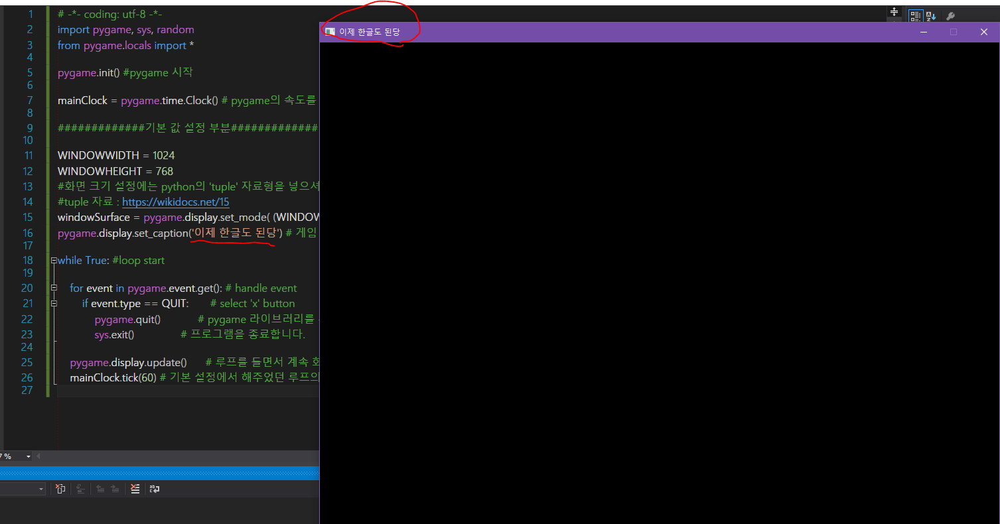 1 # -*- coding: utf-8 -*-
2 import pygame, sys, random
3 from pygame.locals import *
4
5 pygame.init() #pygame 시작
6
7 mainClock = pygame.time.Clock() # pygame의 속도를
8
9 #############기본 값 설정 부분#############
10
11 WINDOWWIDTH = 1024
12 WINDOWHEIGHT = 768
13 #화면 크기 설정에는 python의 'tuple' 자료형을 넣으셔
14 #tuple 자료 : https://wikidocs.net/15
15 windowSurface = pygame.display.set_mode( (WINDOW
16 pygame.display.set_caption('이제 한글도 된당') # 게임
17
18 while True: #loop start
19
20 for event in pygame.event.get(): # handle event
21 if event.type == QUIT: # select 'x' button
22 pygame.quit() # pygame 라이브러리를
23 sys.exit() # 프로그램을 종료합니다.
24
25 pygame.display.update() # 루프를 돌면서 계속 화
26 mainClock.tick(60) # 기본 설정에서 해주었던 루프의
27
이제 한글도 된당
7 %